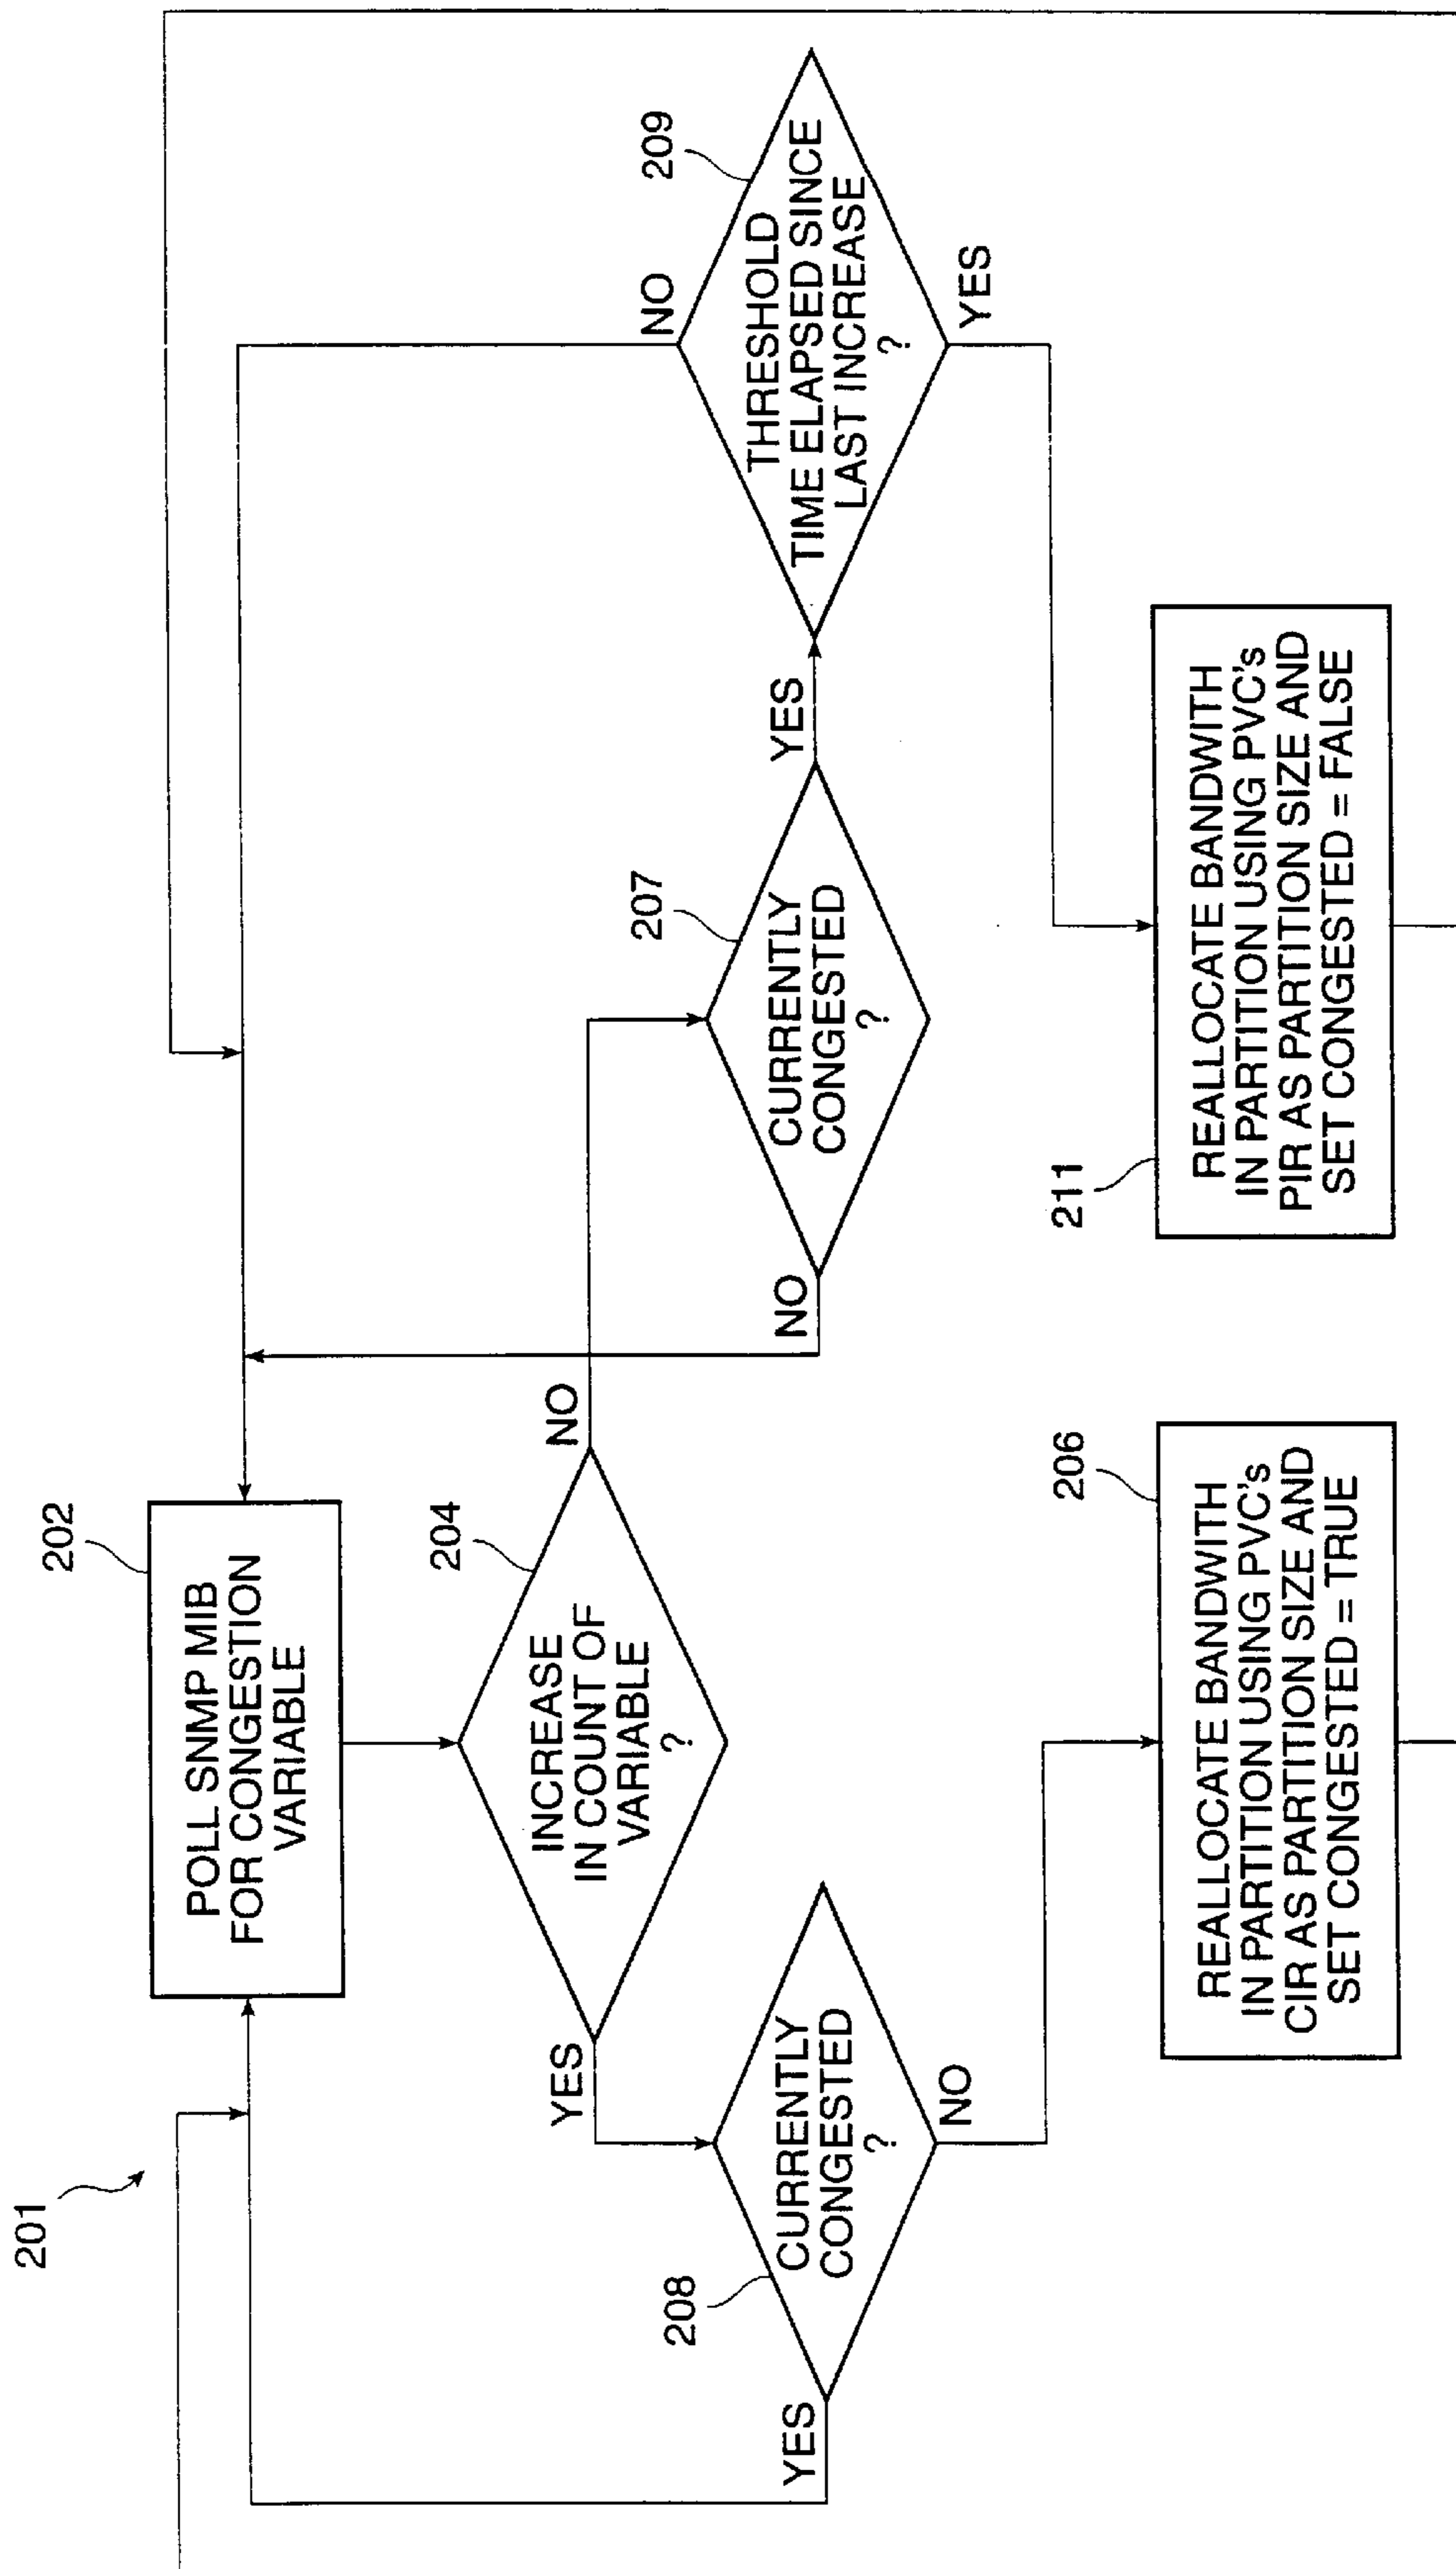 201
202
POLL SNMP MIB
FOR CONGESTION
VARIABLE
204
INCREASE
IN COUNT OF
VARIABLE
?
YES
NO
208
CURRENTLY
CONGESTED
?
YES
NO
207
CURRENTLY
CONGESTED
?
NO
YES
209
THRESHOLD
TIME ELAPSED SINCE
LAST INCREASE
?
NO
YES
206
REALLOCATE BANDWITH
IN PARTITION USING PVC's
CIR AS PARTITION SIZE AND
SET CONGESTED = TRUE
211
REALLOCATE BANDWITH
IN PARTITION USING PVC's
PIR AS PARTITION SIZE AND
SET CONGESTED = FALSE